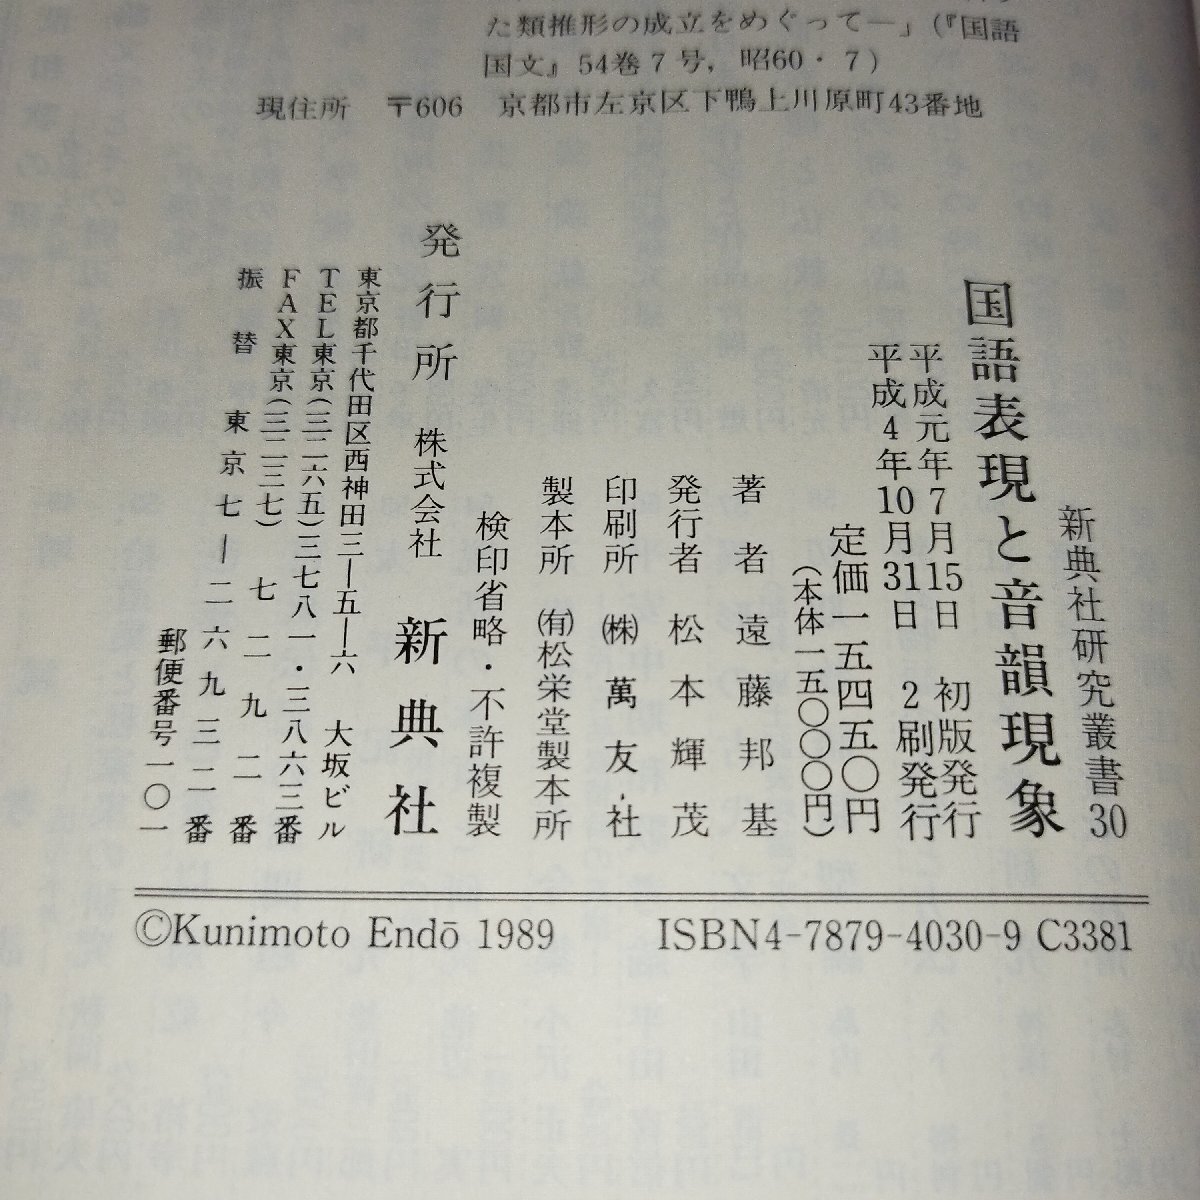 た類推形の成立をめぐって―」(『国語
国文』54巻7号,昭60・7)
現住所 〒606 京都市左京区下鴨上川原町43番地
新典社研究叢書30
国語表現と音韻現象
平成元年7月15日 初版発行
平成4年10月31日 2刷発行
定価一五四五〇円
(本体一五〇〇〇円)
著者 遠藤邦基
発行者 松本輝茂
印刷所 ㈱萬友社
製本所 ㈲松栄堂製本所
検印省略・不許複製
発行所 株式会社 新典社
東京都千代田区西神田三―五―六 大坂ビル
TEL東京(三二六五)三七八一・三八六三番
FAX東京(三二三七)七二九二番
振替 東京七―二六九三二番
郵便番号一〇一
©Kunimoto Endō 1989 ISBN4-7879-4030-9 C3381